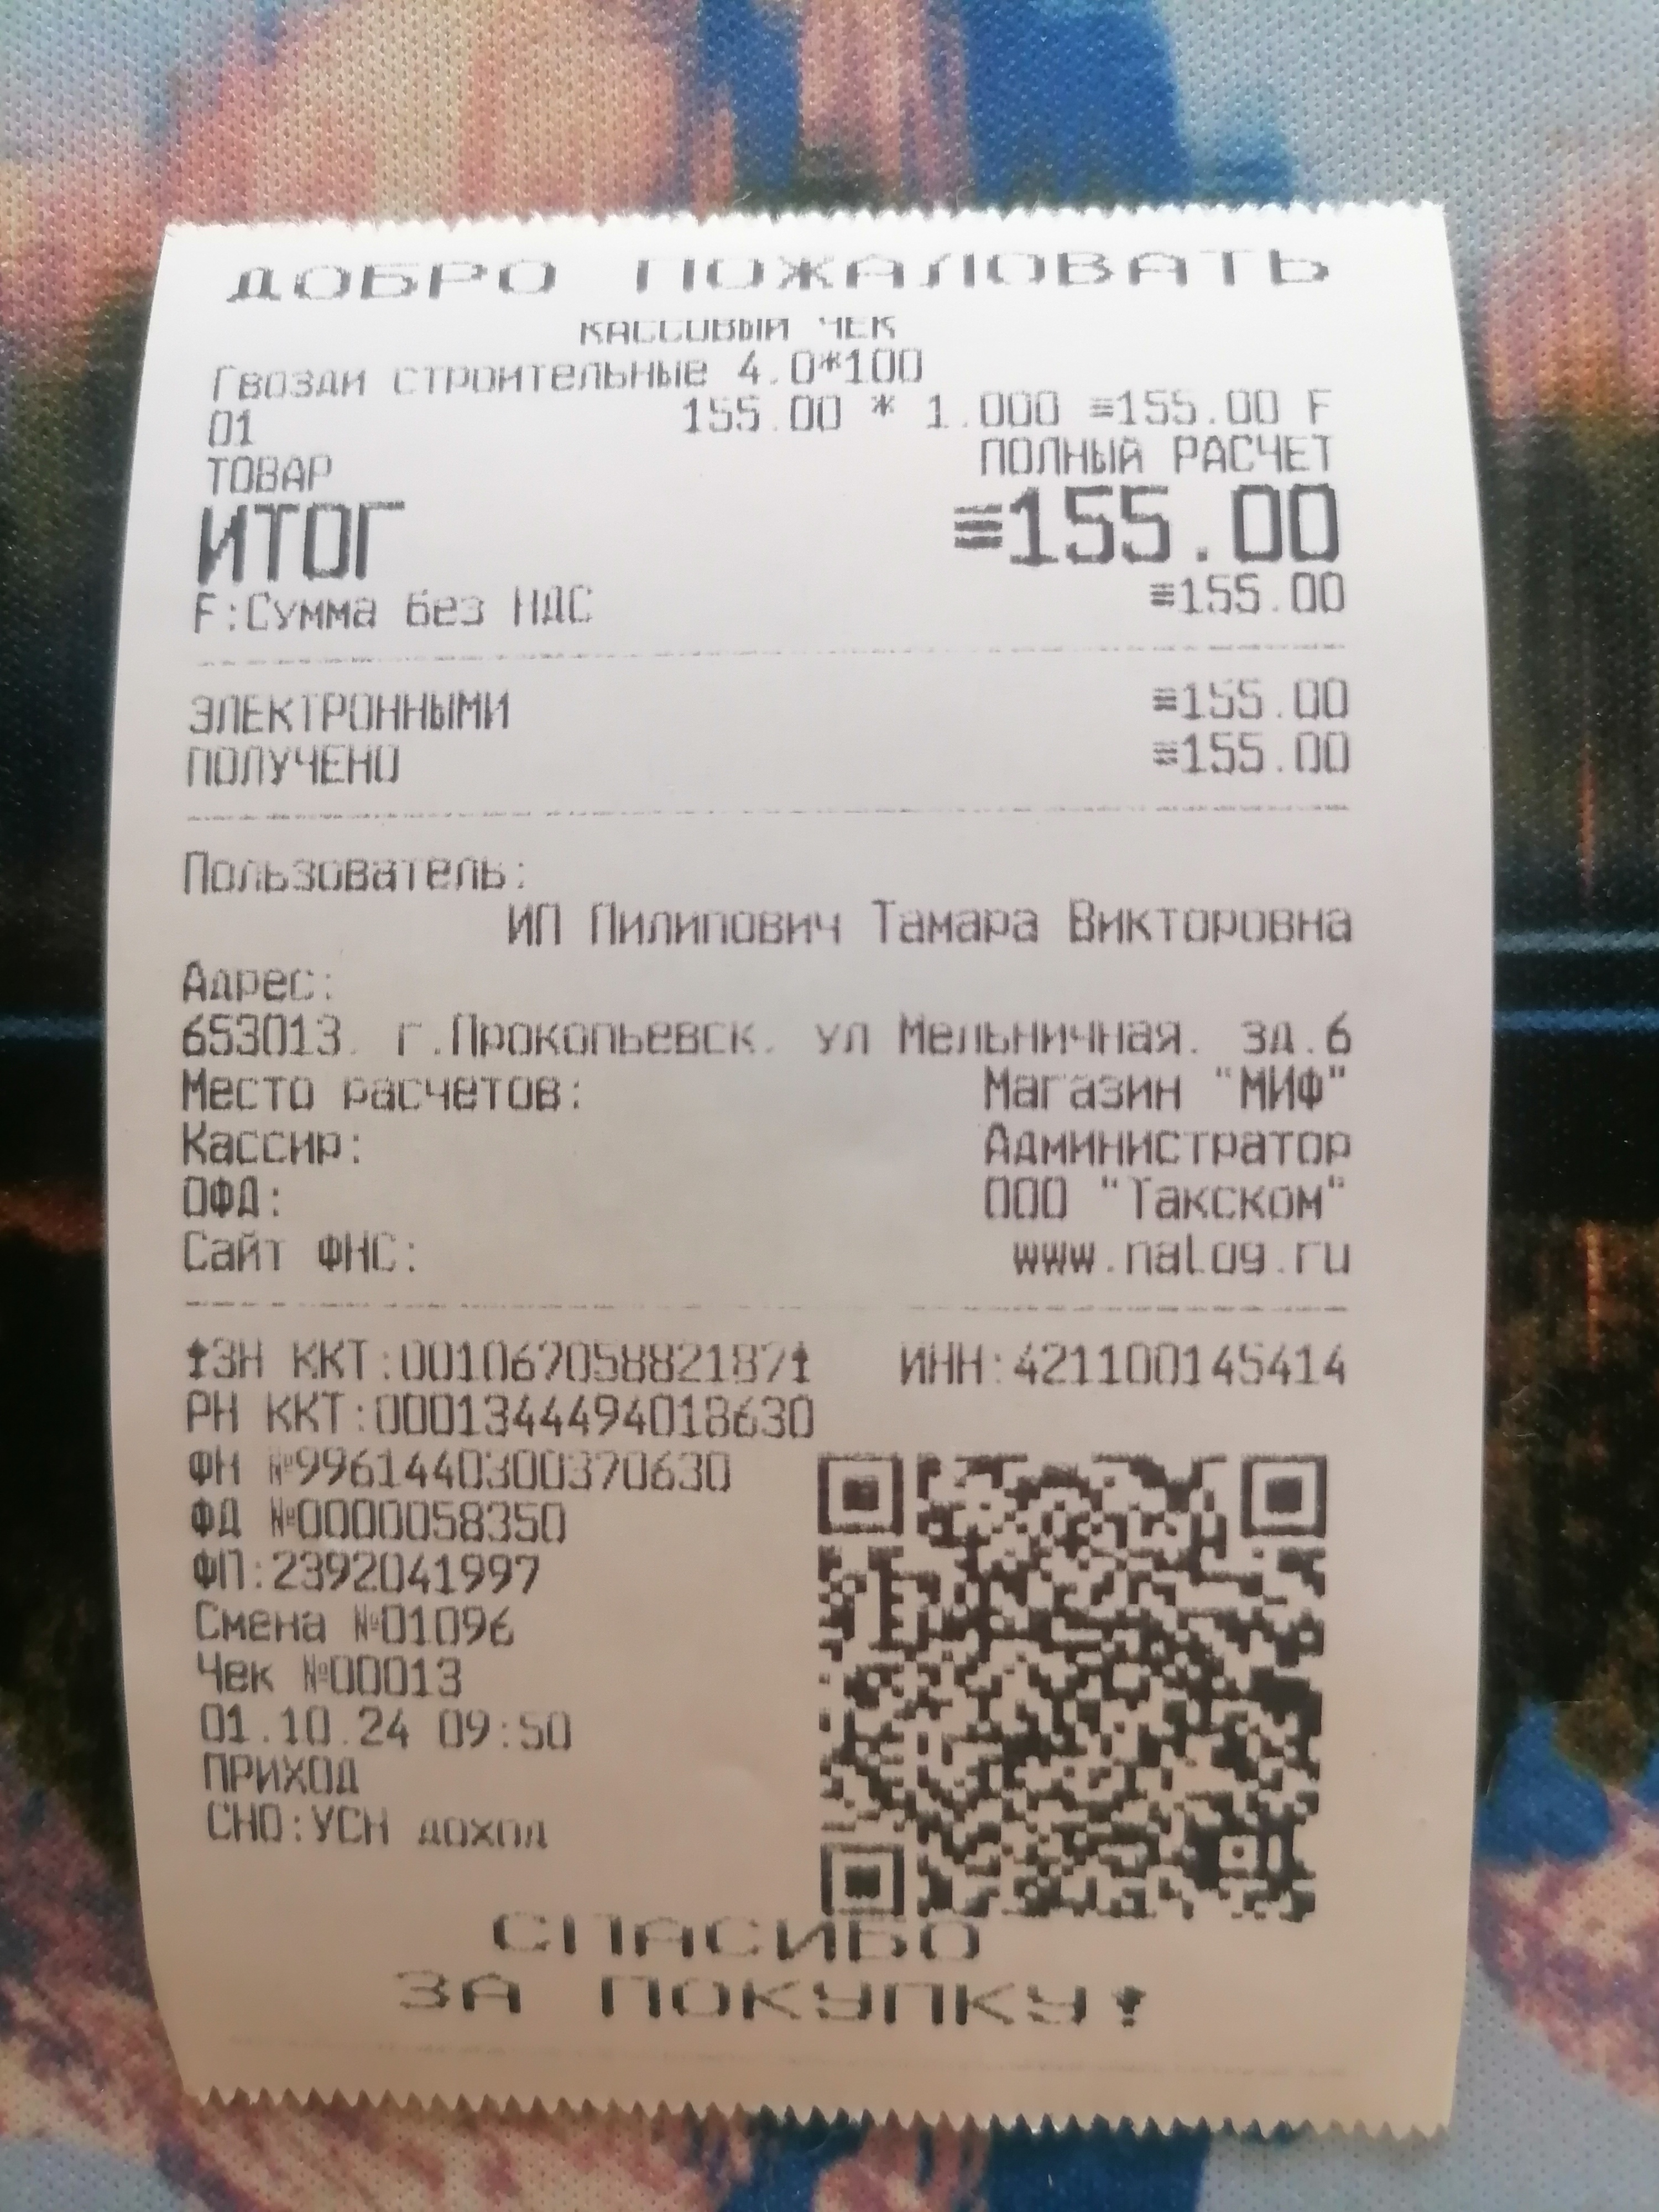 ДОБРО ПОЖАЛОВАТЬ
КАССОВЫЙ ЧЕК
Гвозди строительные 4.0*100
01 155.00 * 1.000 ≡155.00 F
ТОВАР ПОЛНЫЙ РАСЧЕТ
ИТОГ ≡155.00
F:Сумма без НДС ≡155.00
ЭЛЕКТРОННЫМИ ≡155.00
ПОЛУЧЕНО ≡155.00
Пользователь:
ИП Пилипович Тамара Викторовна
Адрес:
653013, г.Прокопьевск, ул Мельничная, зд.6
Место расчетов: Магазин "МИФ"
Кассир: Администратор
ОФД: ООО "Такском"
Сайт ФНС: www.nalog.ru
ЗН ККТ:00106705882187 ИНН:421100145414
РН ККТ:0001344494018630
ФН №9961440300370630
ФД №0000058350
ФП:2392041997
Смена №01096
Чек №00013
01.10.24 09:50
ПРИХОД
СНО:УСН доход
СПАСИБО
ЗА ПОКУПКУ!